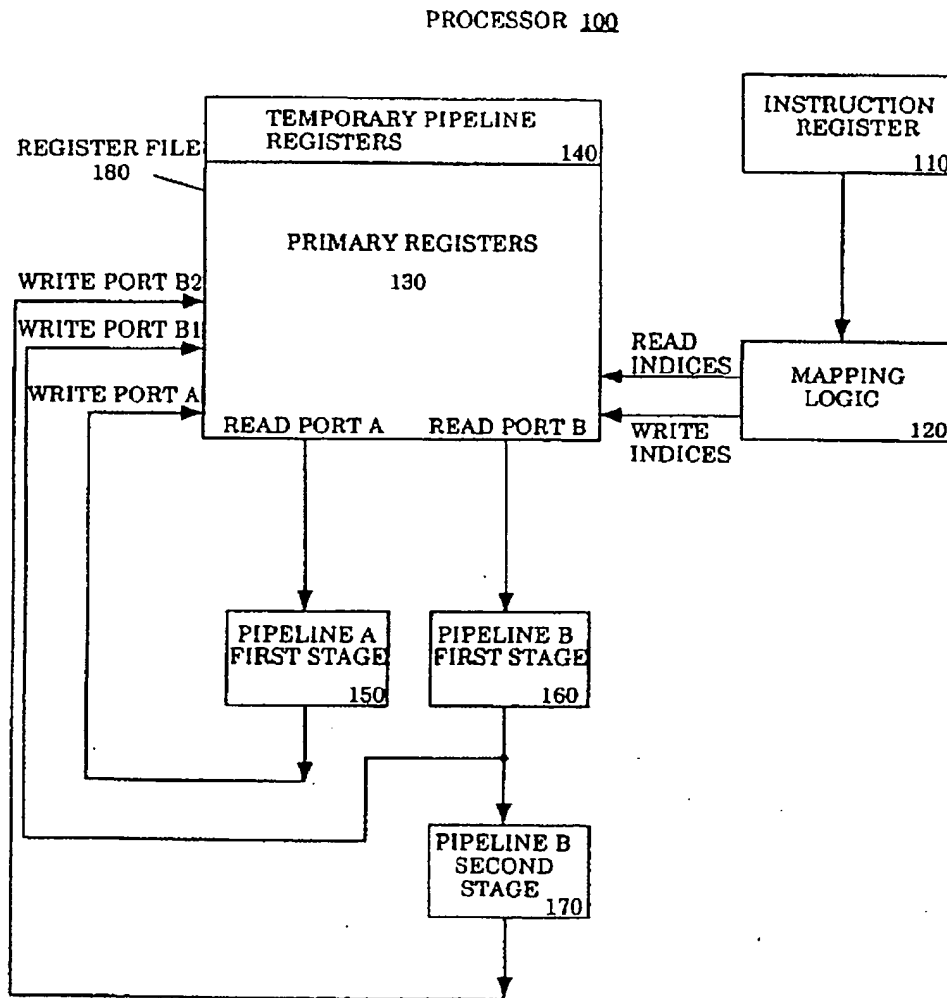 PROCESSOR 100
TEMPORARY PIPELINE
REGISTERS
140
INSTRUCTION
REGISTER
110
REGISTER FILE
180
PRIMARY REGISTERS
130
WRITE PORT B2
WRITE PORT B1
WRITE PORT A
READ
INDICES
MAPPING
LOGIC
120
WRITE
INDICES
READ PORT A
READ PORT B
PIPELINE A
FIRST STAGE
150
PIPELINE B
FIRST STAGE
160
PIPELINE B
SECOND
STAGE
170